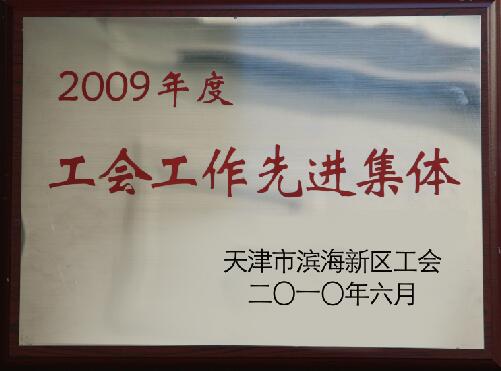 2009年度
工会工作先进集体
天津市滨海新区工会
二〇一〇年六月